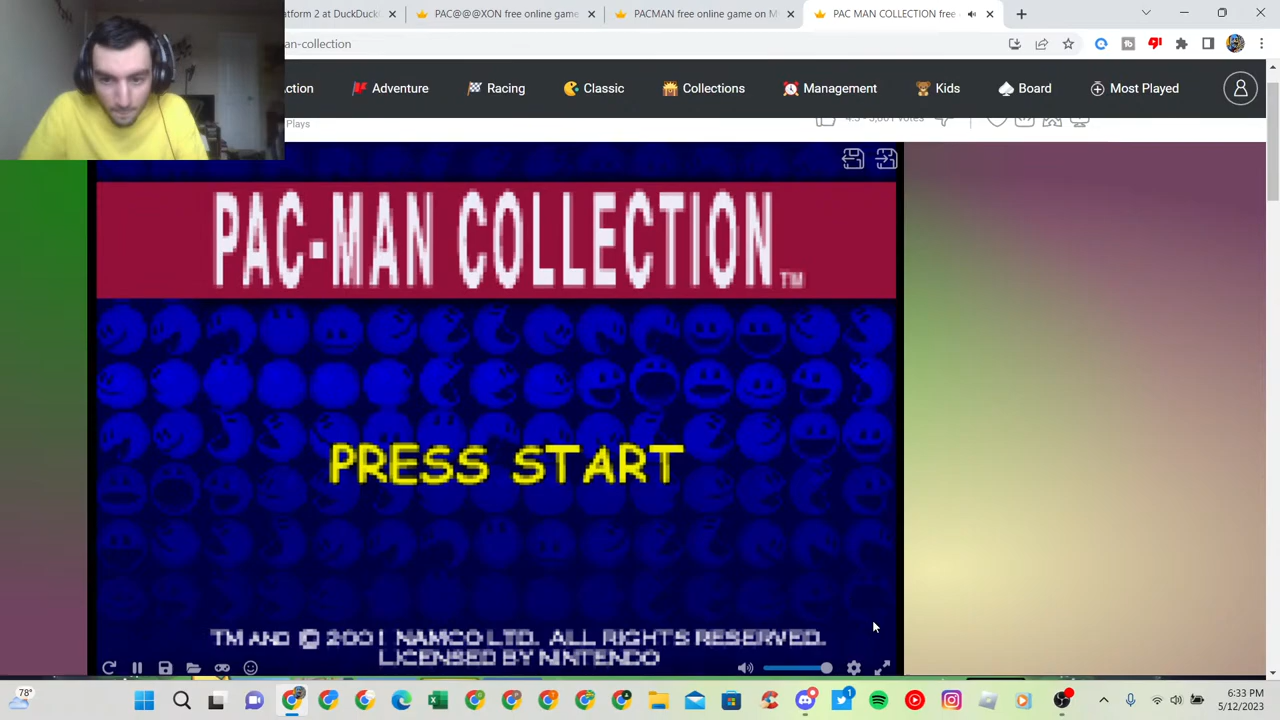 atform 2 at DuckDuck
PAC@@@XON free online game
PACMAN free online game on M
PAC MAN COLLECTION free
an-collection
ction
Adventure
Racing
Classic
Collections
Management
Kids
Board
Most Played
Plays
PAC-MAN COLLECTION TM
PRESS START
TM AND © 2001 NAMCO LTD. ALL RIGHTS RESERVED.
LICENSED BY NINTENDO
78°
6:33 PM
5/12/2023